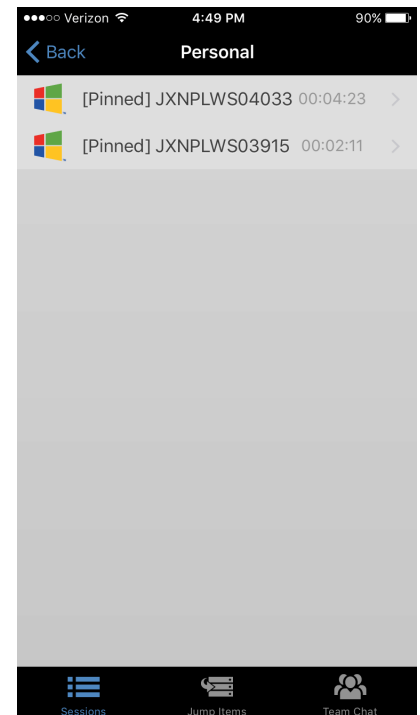 Verizon 4:49 PM 90%
Back Personal
[Pinned] JXNPLWS04033 00:04:23
[Pinned] JXNPLWS03915 00:02:11
Sessions Jump Items Team Chat